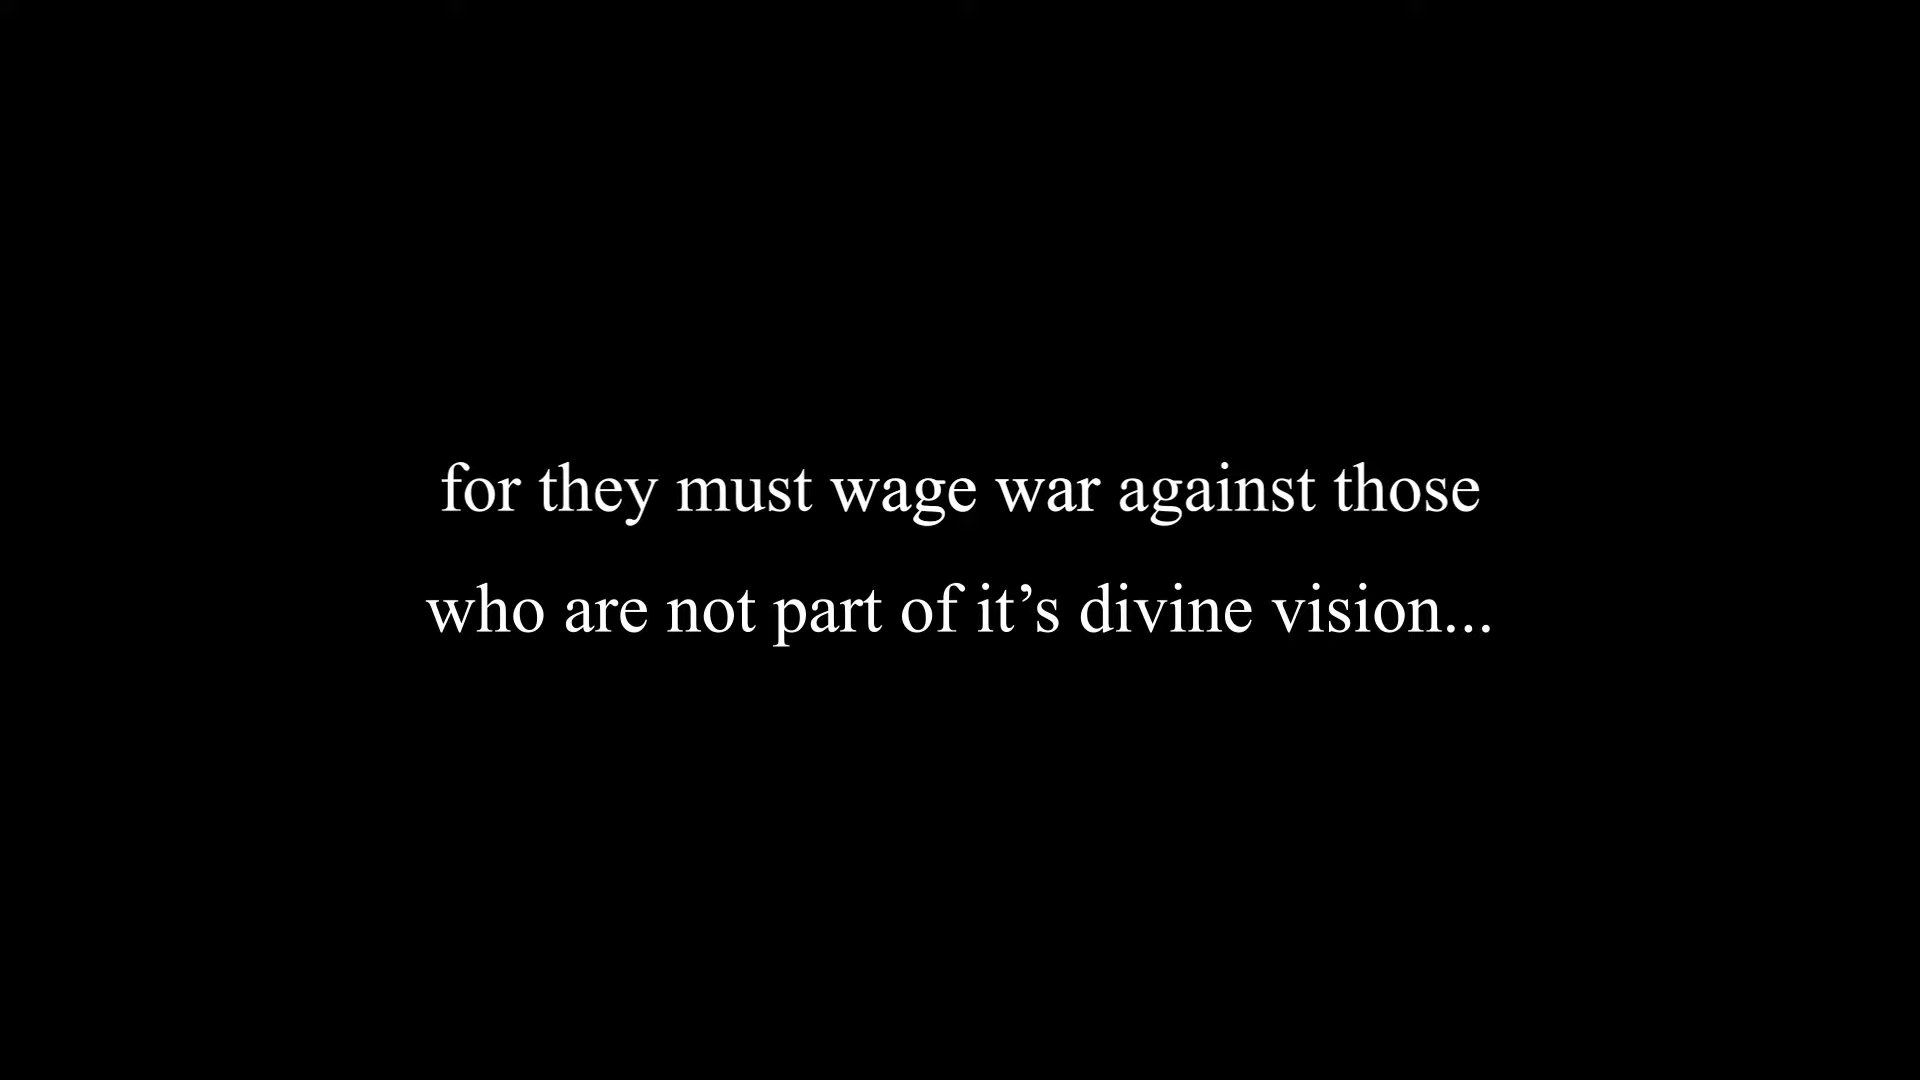 for they must wage war against those
who are not part of it’s divine vision...